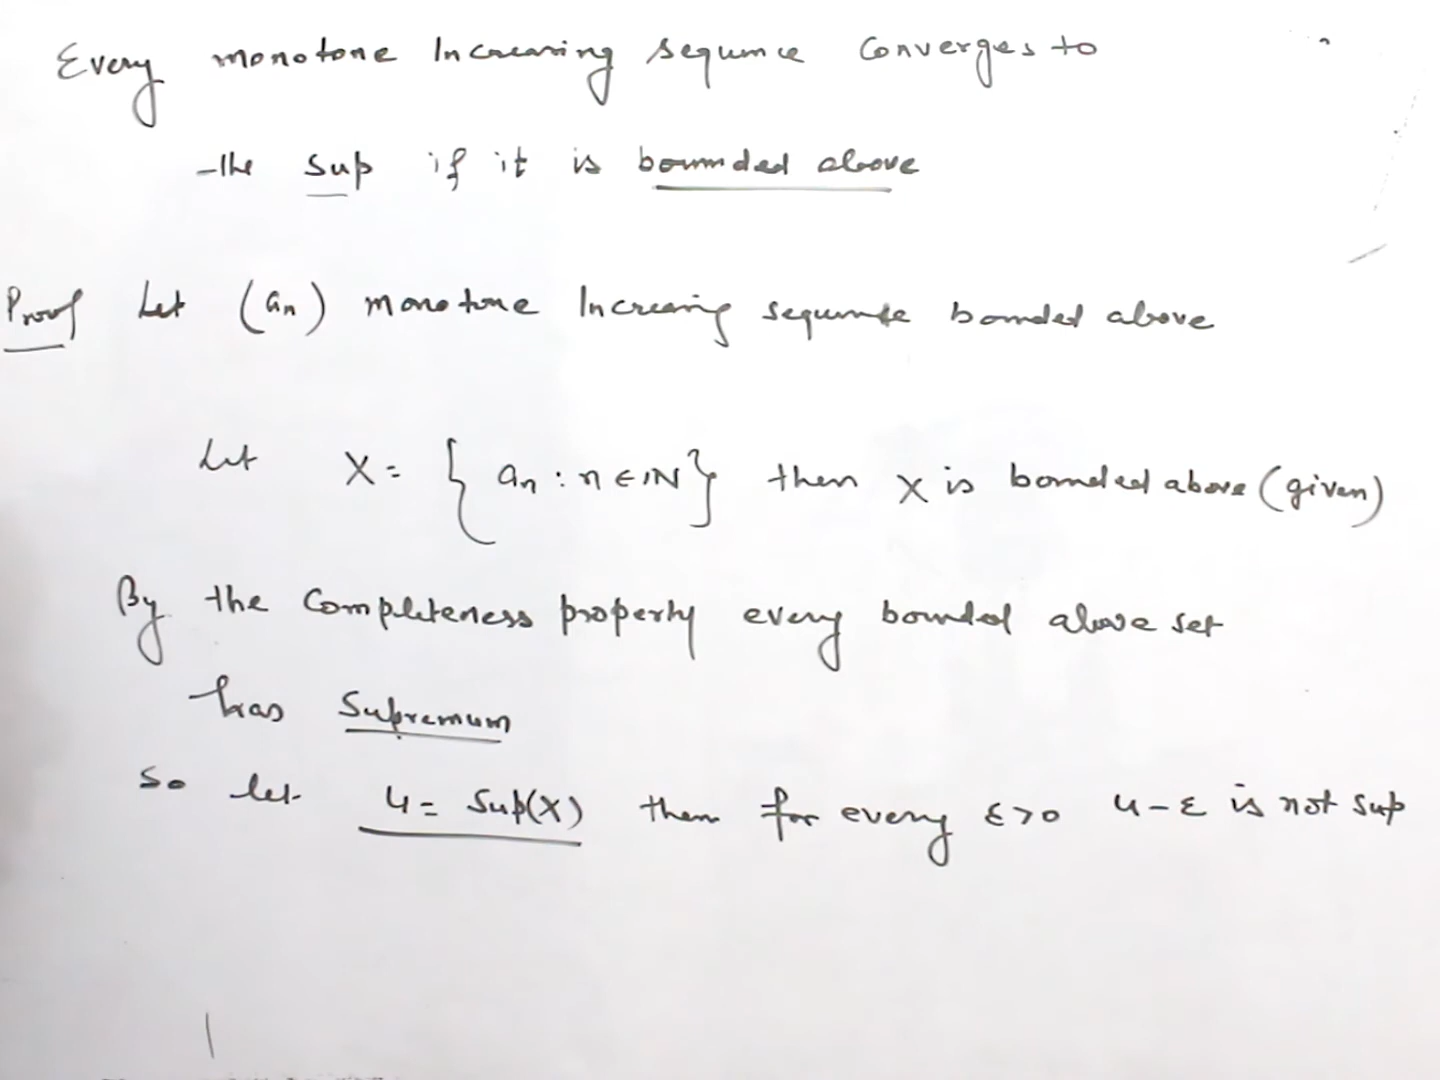 Every monotone Increasing sequence Converges to
the sup if it is bounded above
Proof Let (an) monotone Increasing sequence bounded above
Let X = { an : n ∈ IN } then X is bounded above (given)
By the Completeness property every bounded above set
has Supremum
So let u = Sup(X) then for every ε>0 u-ε is not sup